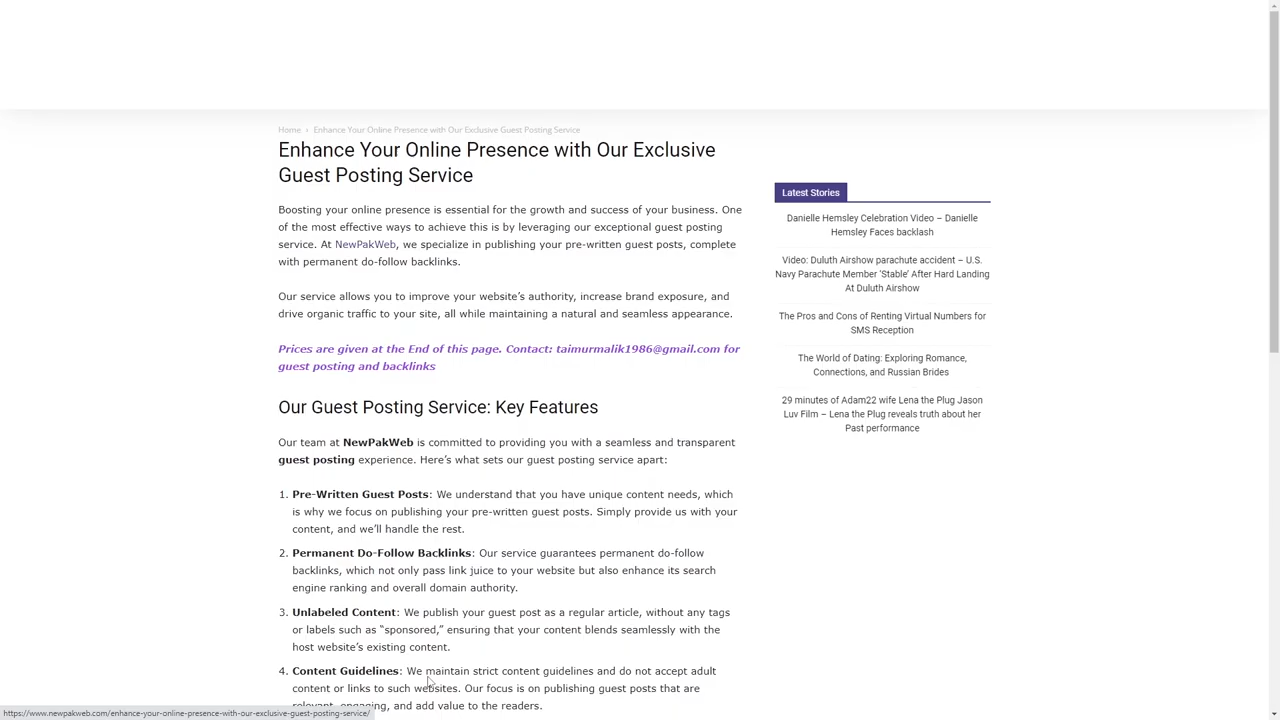 Home › Enhance Your Online Presence with Our Exclusive Guest Posting Service
Enhance Your Online Presence with Our Exclusive
Guest Posting Service
Boosting your online presence is essential for the growth and success of your business. One
of the most effective ways to achieve this is by leveraging our exceptional guest posting
service. At NewPakWeb, we specialize in publishing your pre-written guest posts, complete
with permanent do-follow backlinks.
Our service allows you to improve your website’s authority, increase brand exposure, and
drive organic traffic to your site, all while maintaining a natural and seamless appearance.
Prices are given at the End of this page. Contact: taimurmalik1986@gmail.com for
guest posting and backlinks
Our Guest Posting Service: Key Features
Our team at NewPakWeb is committed to providing you with a seamless and transparent
guest posting experience. Here’s what sets our guest posting service apart:
1. Pre-Written Guest Posts: We understand that you have unique content needs, which
is why we focus on publishing your pre-written guest posts. Simply provide us with your
content, and we’ll handle the rest.
2. Permanent Do-Follow Backlinks: Our service guarantees permanent do-follow
backlinks, which not only pass link juice to your website but also enhance its search
engine ranking and overall domain authority.
3. Unlabeled Content: We publish your guest post as a regular article, without any tags
or labels such as “sponsored,” ensuring that your content blends seamlessly with the
host website’s existing content.
4. Content Guidelines: We maintain strict content guidelines and do not accept adult
content or links to such websites. Our focus is on publishing guest posts that are
relevant, engaging, and add value to the readers.
Latest Stories
Danielle Hemsley Celebration Video – Danielle
Hemsley Faces backlash
Video: Duluth Airshow parachute accident – U.S.
Navy Parachute Member ‘Stable’ After Hard Landing
At Duluth Airshow
The Pros and Cons of Renting Virtual Numbers for
SMS Reception
The World of Dating: Exploring Romance,
Connections, and Russian Brides
29 minutes of Adam22 wife Lena the Plug Jason
Luv Film – Lena the Plug reveals truth about her
Past performance
https://www.newpakweb.com/enhance-your-online-presence-with-our-exclusive-guest-posting-service/